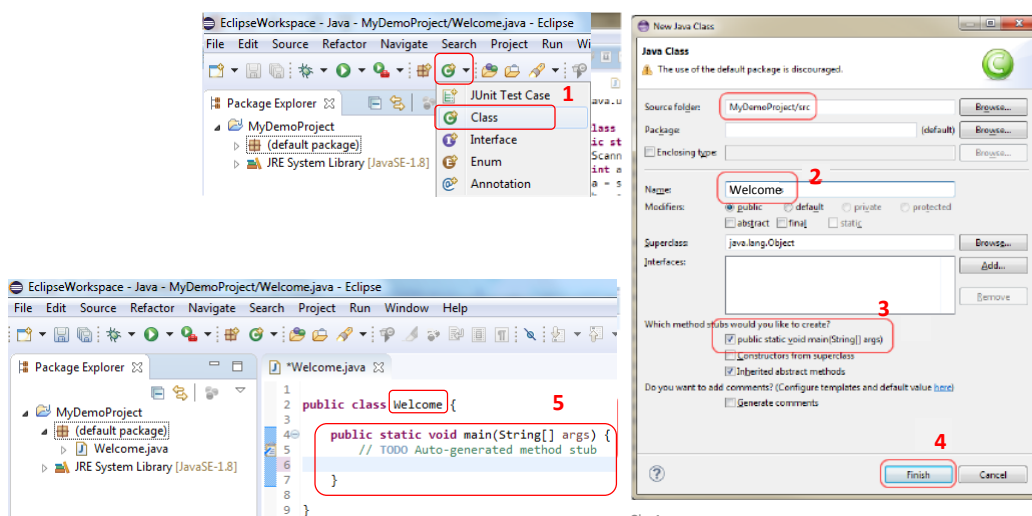 EclipseWorkspace - Java - MyDemoProject/Welcome.java - Eclipse
File Edit Source Refactor Navigate Search Project Run
Package Explorer
MyDemoProject
(default package)
JRE System Library [JavaSE-1.8]
JUnit Test Case 1
Class
Interface
Enum
Annotation
New Java Class
Java Class
The use of the default package is discouraged.
Source folder: MyDemoProject/src Browse...
Package: (default) Browse...
Enclosing type: Browse...
2
Name: Welcome
Modifiers: public default private protected
abstract final static
Superclass: java.lang.Object Browse...
Interfaces: Add...
Remove
3
Which method stubs would you like to create?
public static void main(String[] args)
Constructors from superclass
Inherited abstract methods
Do you want to add comments? (Configure templates and default value here)
Generate comments
4
Finish Cancel
EclipseWorkspace - Java - MyDemoProject/Welcome.java - Eclipse
File Edit Source Refactor Navigate Search Project Run Window Help
Package Explorer
MyDemoProject
(default package)
Welcome.java
JRE System Library [JavaSE-1.8]
*Welcome.java
1
2 public class Welcome { 5
3
4 public static void main(String[] args) {
5 // TODO Auto-generated method stub
6
7 }
8
9 }